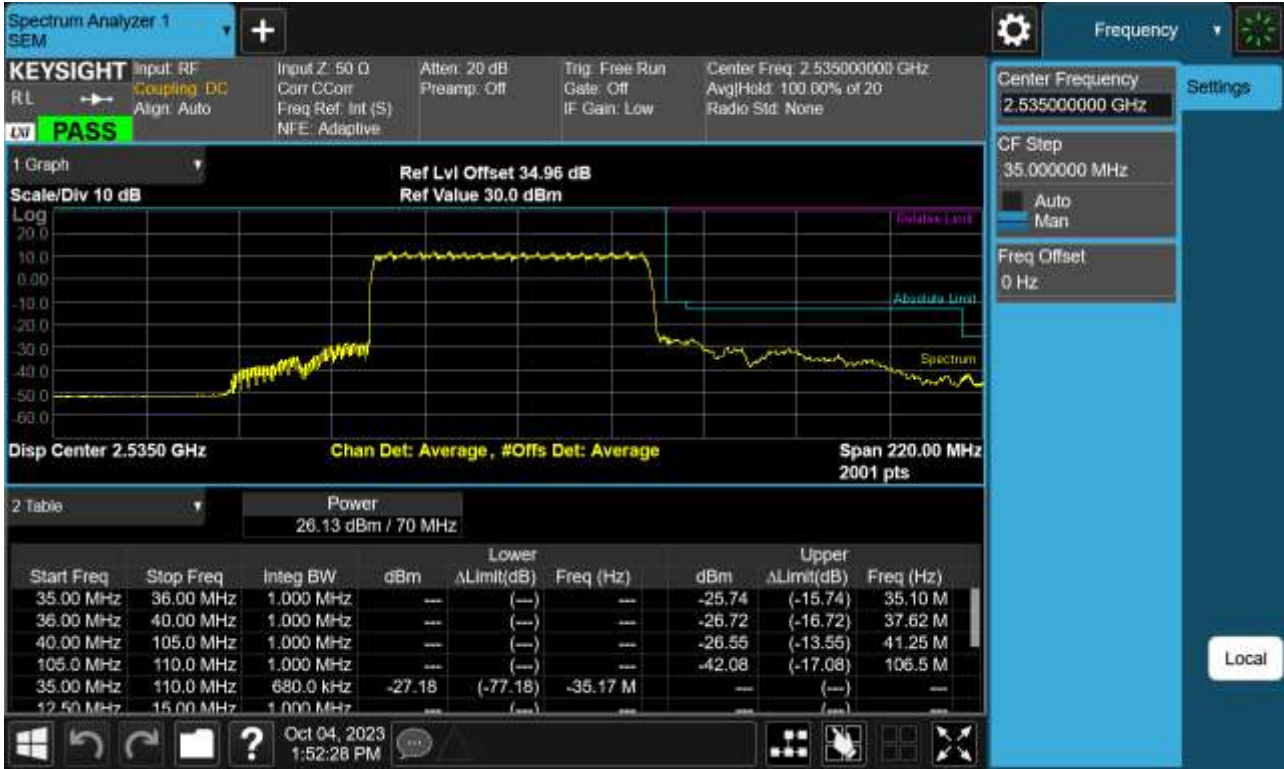 Spectrum Analyzer 1
SEM
Frequency
KEYSIGHT
RL
LXI
PASS
Input: RF
Coupling: DC
Align: Auto
Input Z: 50 Ω
Corr CCorr
Freq Ref: Int (S)
NFE: Adaptive
Atten: 20 dB
Preamp: Off
Trig: Free Run
Gate: Off
IF Gain: Low
Center Freq: 2.535000000 GHz
Avg|Hold: 100.00% of 20
Radio Std: None
Center Frequency
2.535000000 GHz
Settings
CF Step
35.000000 MHz
Auto
Man
Freq Offset
0 Hz
Local
1 Graph
Ref Lvl Offset 34.96 dB
Scale/Div 10 dB
Ref Value 30.0 dBm
Log
20.0
10.0
0.00
-10.0
-20.0
-30.0
-40.0
-50.0
-60.0
Relative Limit
Absolute Limit
Spectrum
Disp Center 2.5350 GHz
Chan Det: Average, #Offs Det: Average
Span 220.00 MHz
2001 pts
2 Table
Power
26.13 dBm / 70 MHz
Lower Upper
Start Freq Stop Freq Integ BW dBm ΔLimit(dB) Freq (Hz) dBm ΔLimit(dB) Freq (Hz)
35.00 MHz 36.00 MHz 1.000 MHz --- (---) --- -25.74 (-15.74) 35.10 M
36.00 MHz 40.00 MHz 1.000 MHz --- (---) --- -26.72 (-16.72) 37.62 M
40.00 MHz 105.0 MHz 1.000 MHz --- (---) --- -26.55 (-13.55) 41.25 M
105.0 MHz 110.0 MHz 1.000 MHz --- (---) --- -42.08 (-17.08) 106.5 M
35.00 MHz 110.0 MHz 680.0 kHz -27.18 (-77.18) -35.17 M --- (---) ---
12.50 MHz 15.00 MHz 1.000 MHz --- (---) --- --- (---) ---
Oct 04, 2023
1:52:28 PM